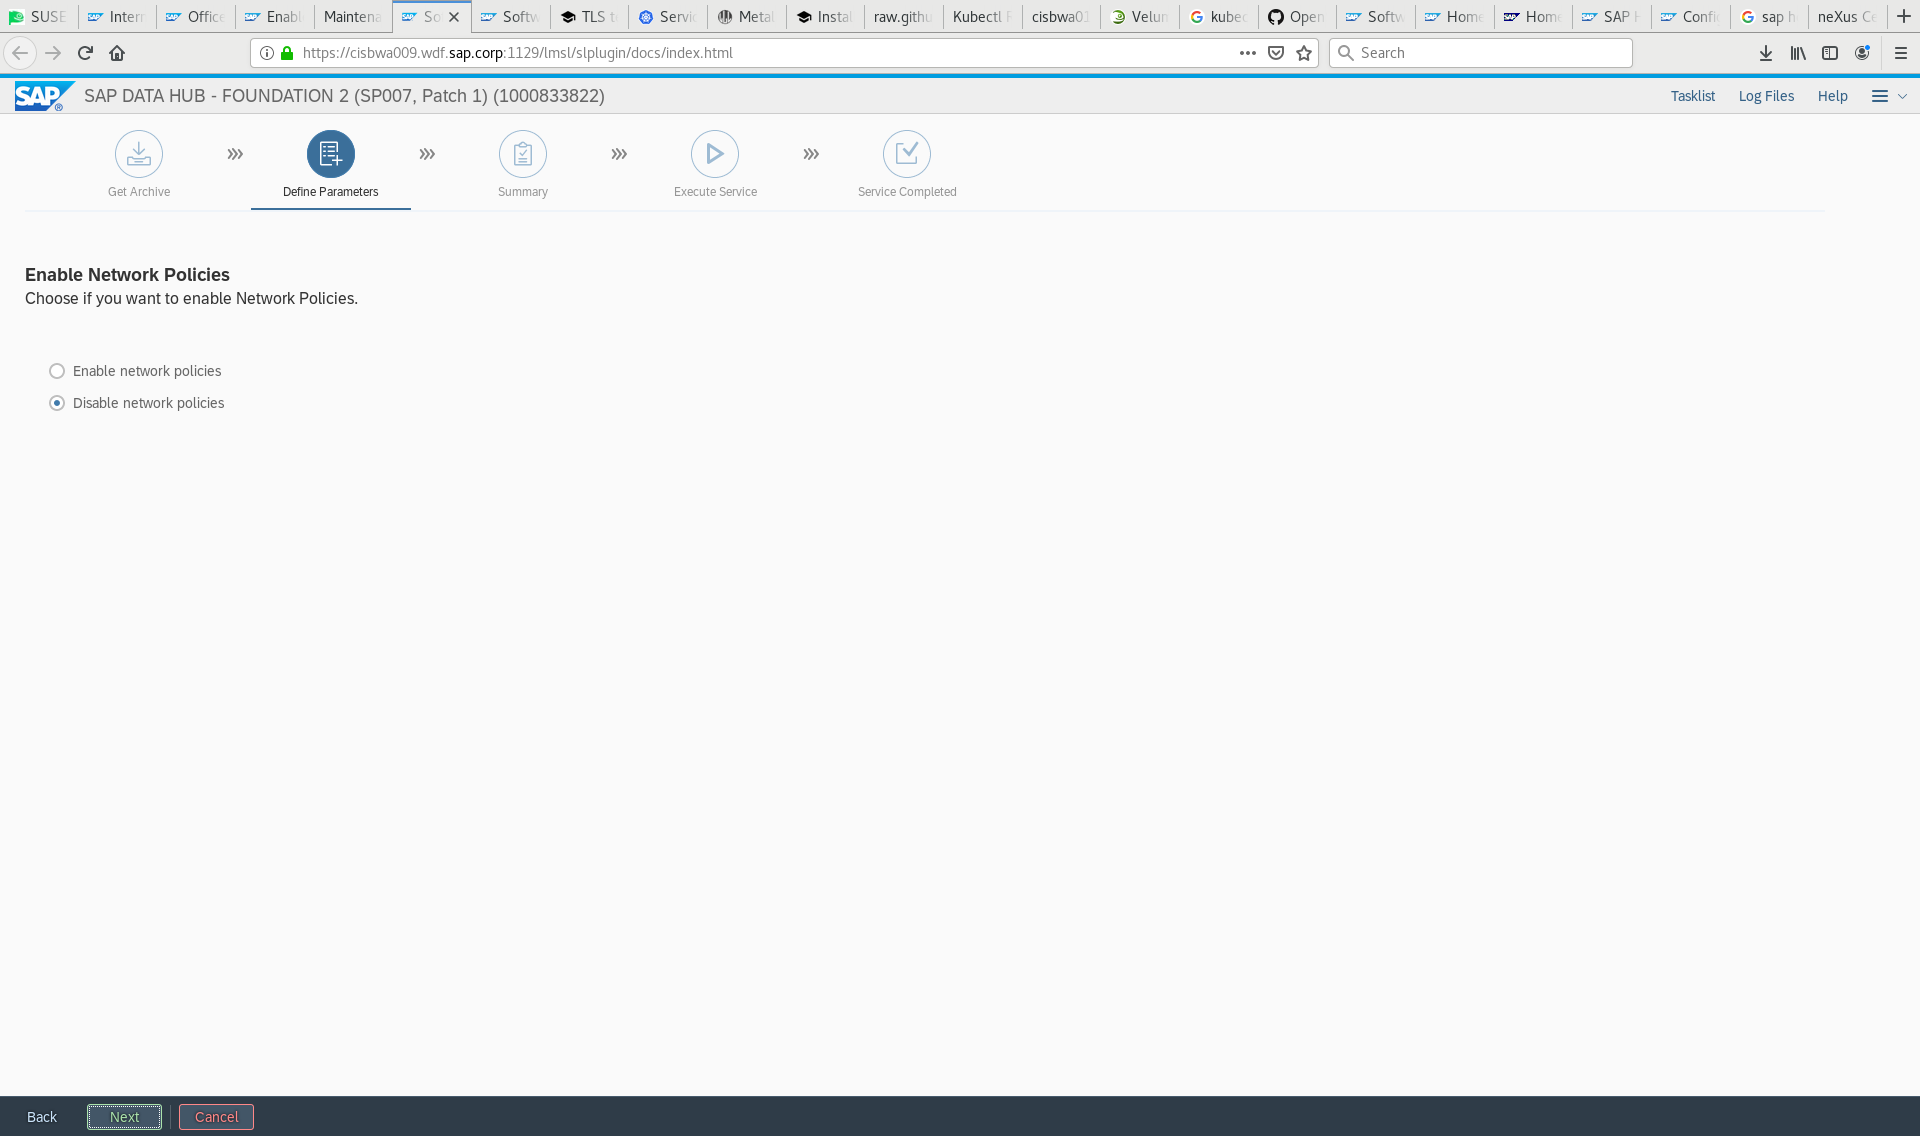 SUSE Intern Office Enabl Maintena So Softw TLS t Servic Metal Instal raw.githu Kubectl cisbwa01 Velum kubec Open Softw Home Home SAP Confi sap h neXus Ce
https://cisbwa009.wdf.sap.corp:1129/lmsl/slplugin/docs/index.html
Search
SAP DATA HUB - FOUNDATION 2 (SP007, Patch 1) (1000833822)
Tasklist Log Files Help
Get Archive Define Parameters Summary Execute Service Service Completed
Enable Network Policies
Choose if you want to enable Network Policies.
Enable network policies
Disable network policies
Back Next Cancel